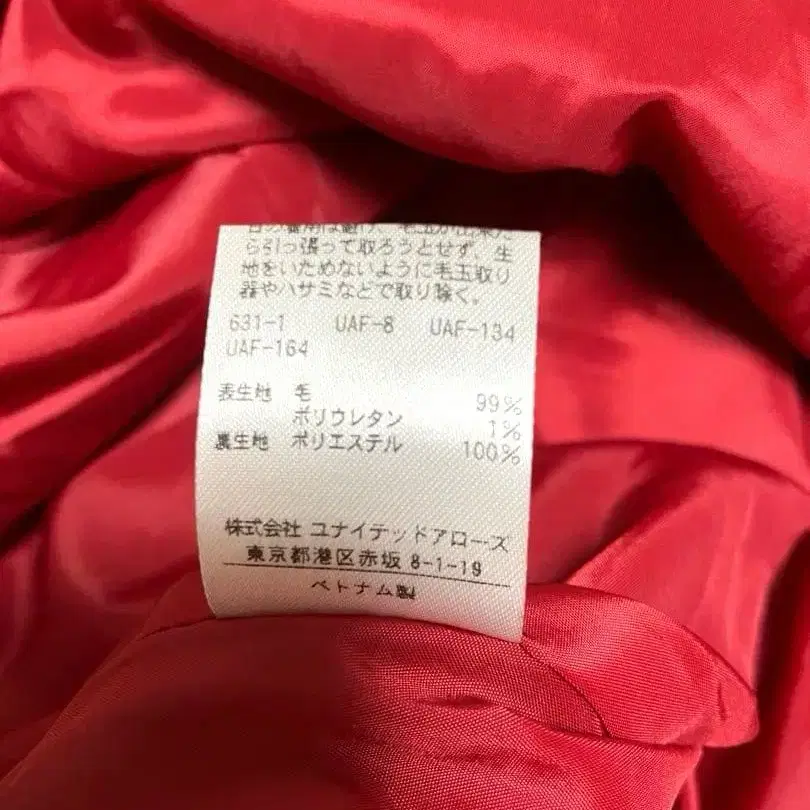 ら引っ張って取ろうとせず、生
地をいためないように毛玉取り
器やハサミなどで取り除く。
631-1 UAF-8 UAF-134
UAF-164
表生地 毛 99%
ポリウレタン 1%
裏生地 ポリエステル 100%
株式会社 ユナイテッドアローズ
東京都港区赤坂 8-1-19
ベトナム製